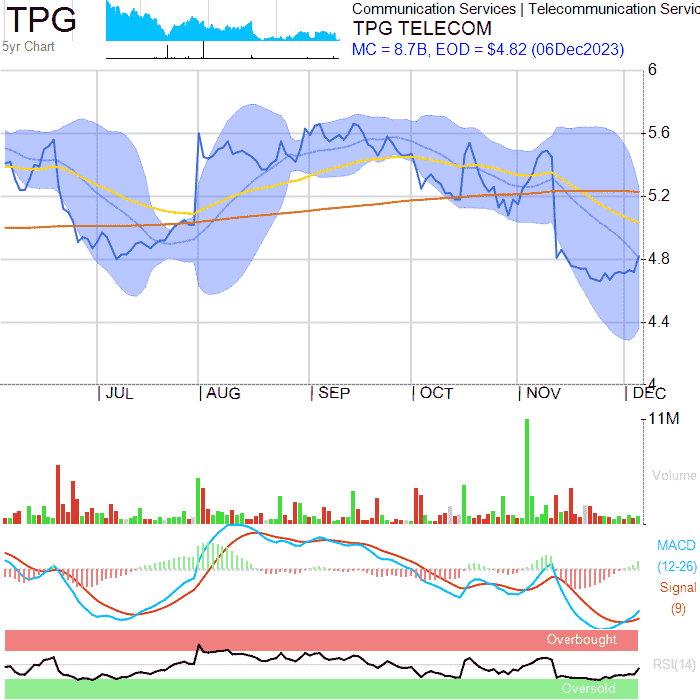 TPG
5yr Chart
Communication Services | Telecommunication Servic
TPG TELECOM
MC = 8.7B, EOD = $4.82 (06Dec2023)
6
5.6
5.2
4.8
4.4
4
JUL
AUG
SEP
OCT
NOV
DEC
11M
Volume
MACD
(12-26)
Signal
(9)
Overbought
RSI(14)
Oversold